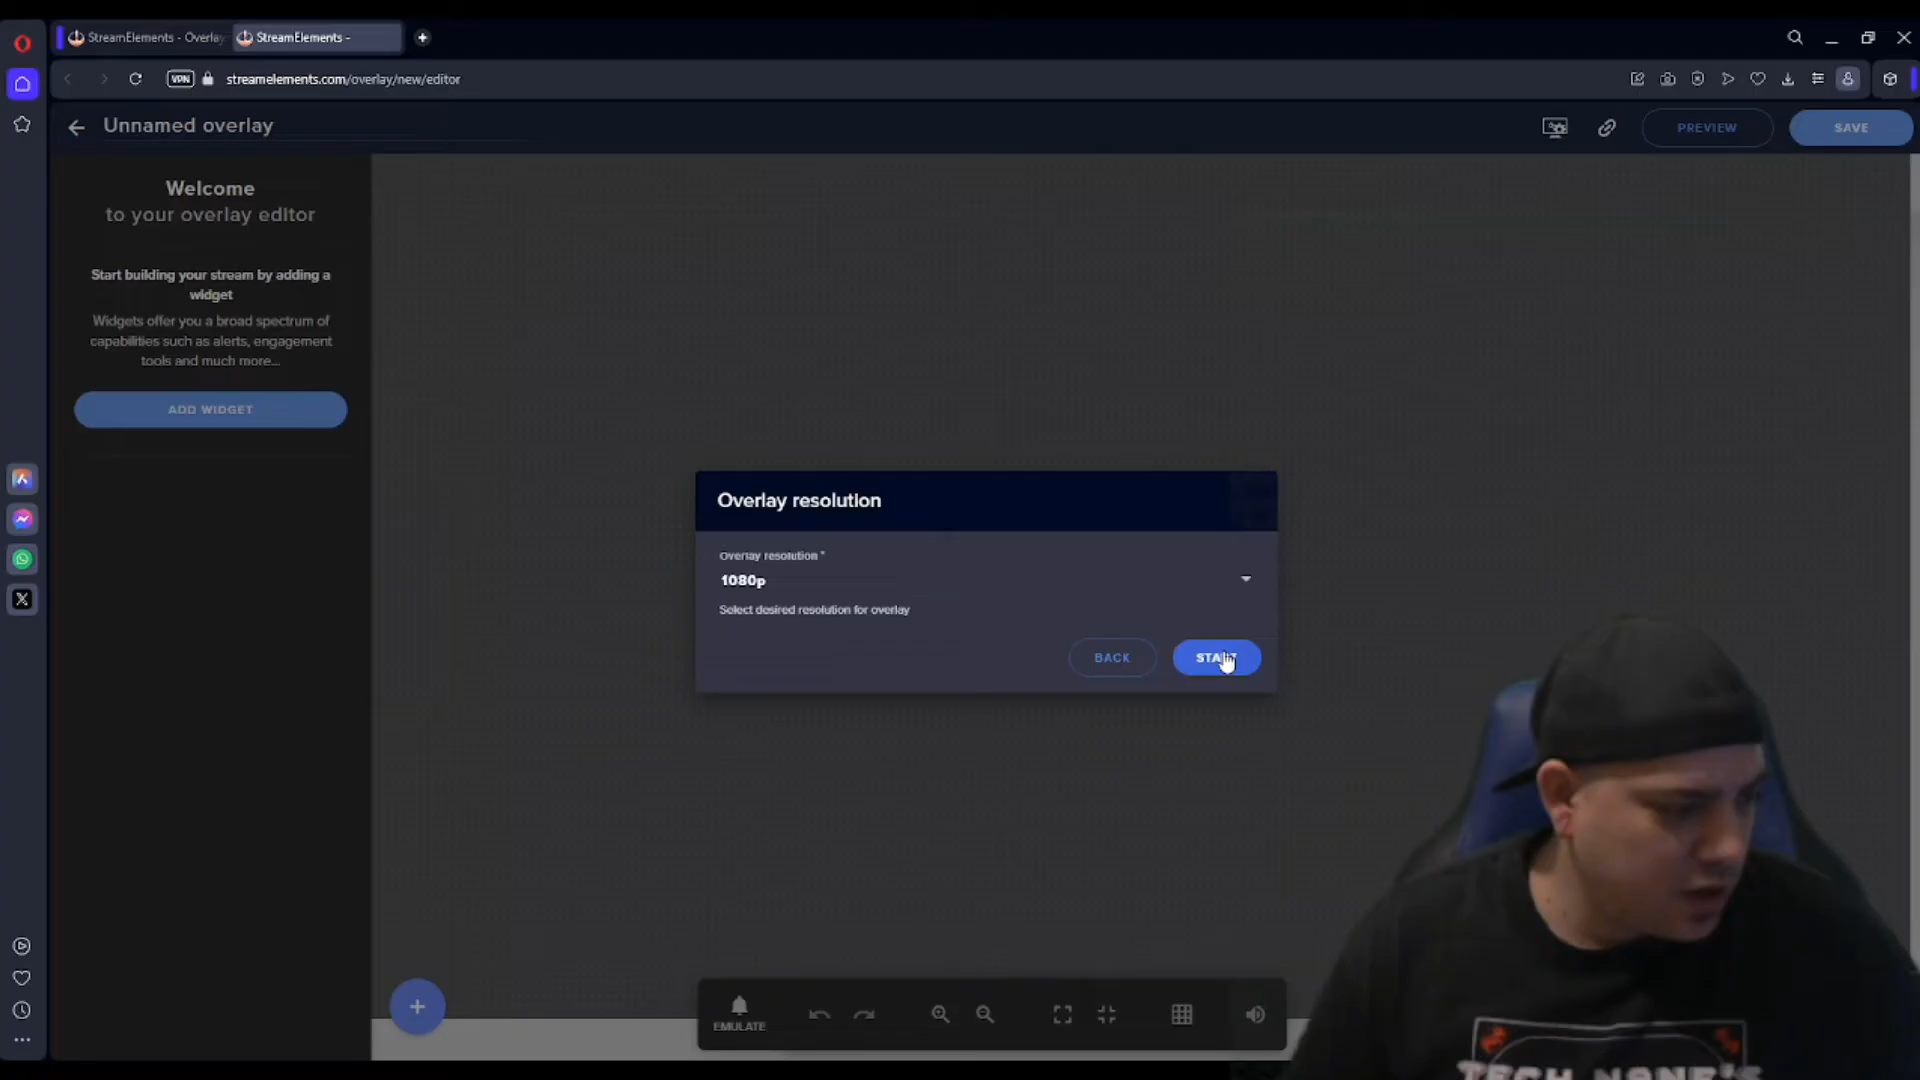 StreamElements - Overlay
StreamElements -
VPN
streamelements.com/overlay/new/editor
Unnamed overlay
PREVIEW
SAVE
Welcome
to your overlay editor
Start building your stream by adding a
widget
Widgets offer you a broad spectrum of
capabilities such as alerts, engagement
tools and much more...
ADD WIDGET
Overlay resolution
Overlay resolution *
1080p
Select desired resolution for overlay
BACK
START
EMULATE
TECH NONE'S